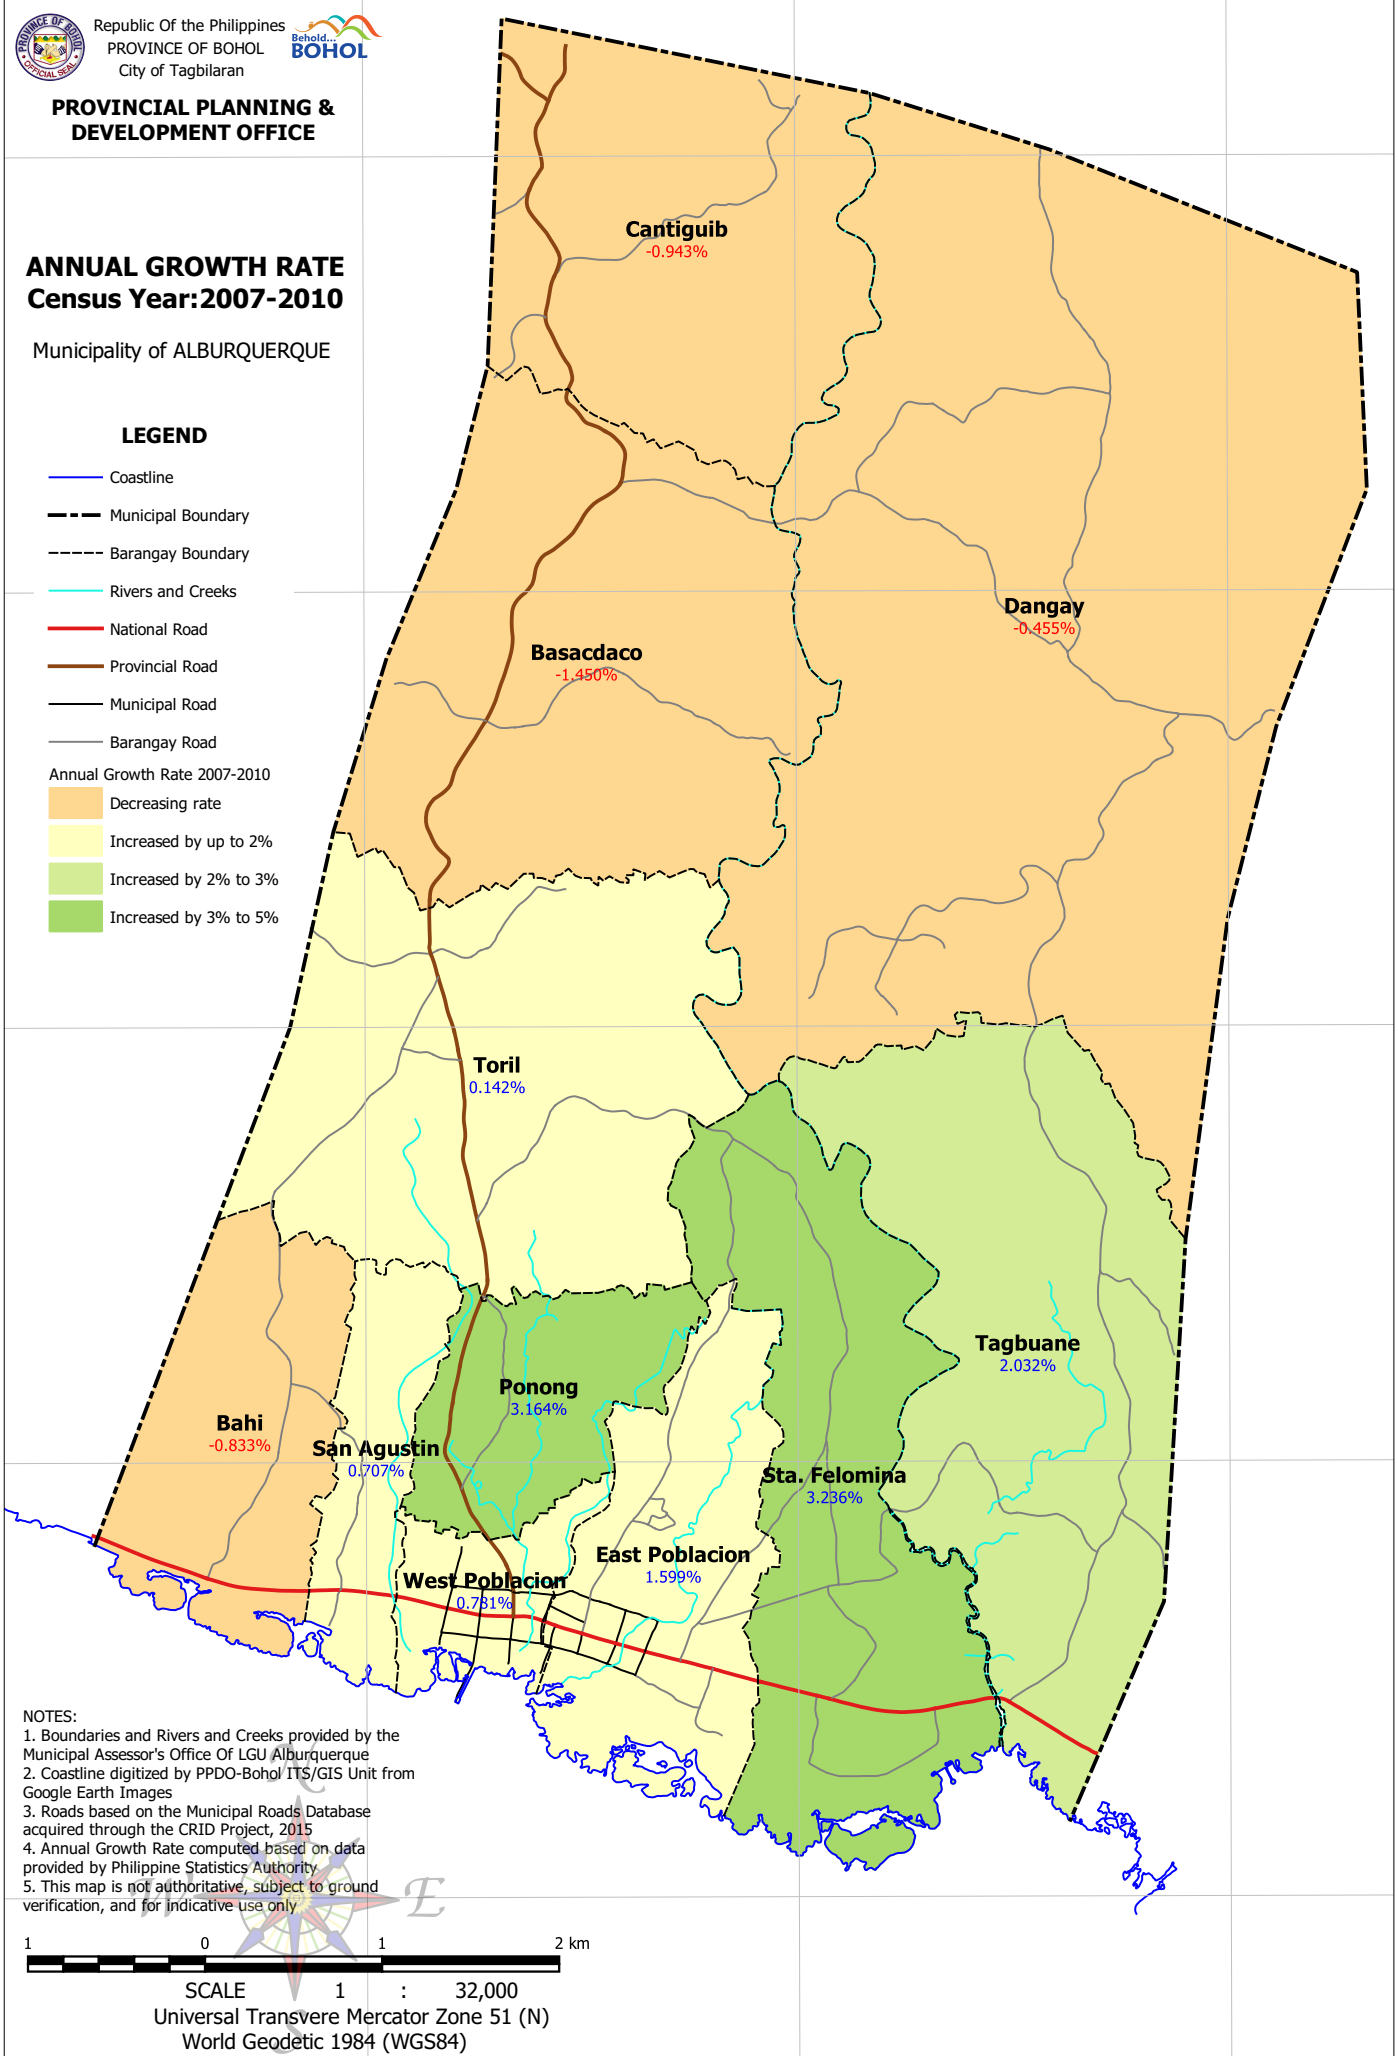 Republic Of the Philippines
PROVINCE OF BOHOL
City of Tagbilaran
PROVINCE OF BOHOL
OFFICIAL SEAL
Behold...
BOHOL
PROVINCIAL PLANNING &
DEVELOPMENT OFFICE
ANNUAL GROWTH RATE
Census Year:2007-2010
Municipality of ALBURQUERQUE
LEGEND
Coastline
Municipal Boundary
Barangay Boundary
Rivers and Creeks
National Road
Provincial Road
Municipal Road
Barangay Road
Annual Growth Rate 2007-2010
Decreasing rate
Increased by up to 2%
Increased by 2% to 3%
Increased by 3% to 5%
Cantiguib
-0.943%
Dangay
-0.455%
Basacdaco
-1.450%
Toril
0.142%
Tagbuane
2.032%
Ponong
3.164%
Bahi
-0.833%
San Agustin
0.707%
Sta. Felomina
3.236%
East Poblacion
1.599%
West Poblacion
0.781%
NOTES:
1. Boundaries and Rivers and Creeks provided by the
Municipal Assessor's Office Of LGU Alburquerque
2. Coastline digitized by PPDO-Bohol ITS/GIS Unit from
Google Earth Images
3. Roads based on the Municipal Roads Database
acquired through the CRID Project, 2015
4. Annual Growth Rate computed based on data
provided by Philippine Statistics Authority
5. This map is not authoritative, subject to ground
verification, and for indicative use only
N
W
E
S
1 0 1 2 km
SCALE 1 : 32,000
Universal Transvere Mercator Zone 51 (N)
World Geodetic 1984 (WGS84)